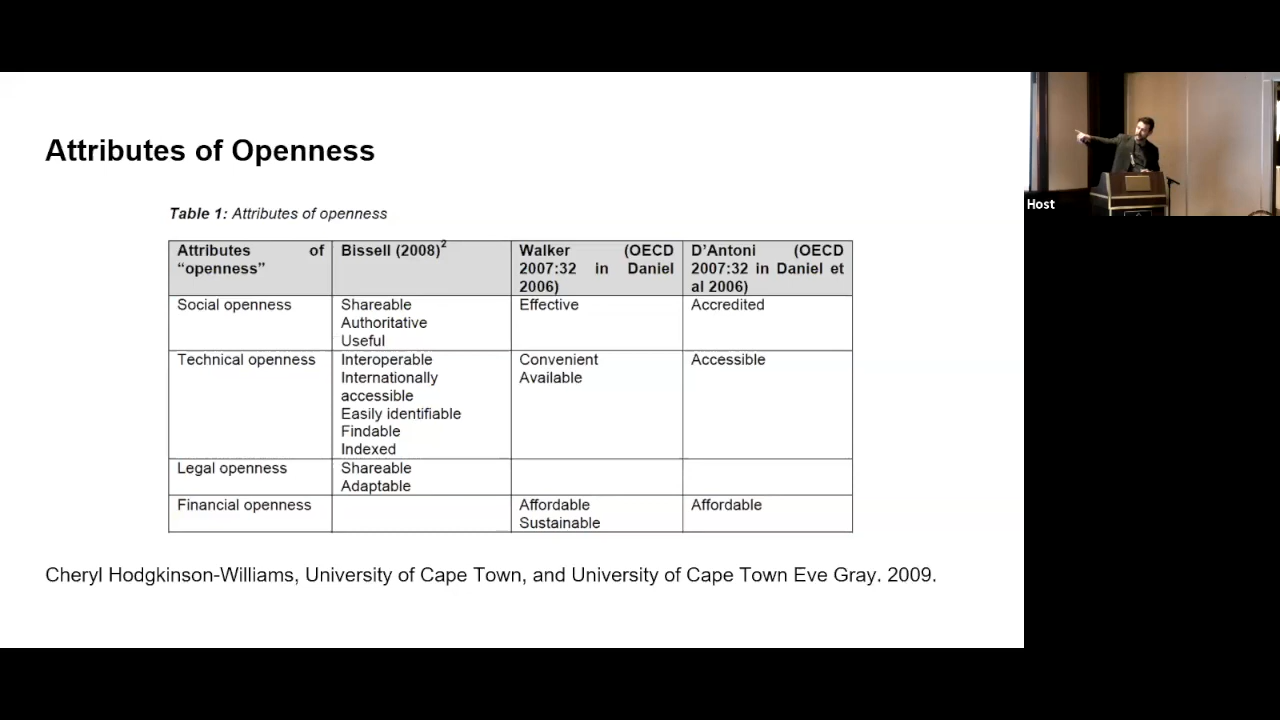 Attributes of Openness
Host
Table 1: Attributes of openness
Attributes of "openness"
Bissell (2008)2
Walker (OECD 2007:32 in Daniel 2006)
D'Antoni (OECD 2007:32 in Daniel et al 2006)
Social openness
Shareable
Authoritative
Useful
Effective
Accredited
Technical openness
Interoperable
Internationally
accessible
Easily identifiable
Findable
Indexed
Convenient
Available
Accessible
Legal openness
Shareable
Adaptable
Financial openness
Affordable
Sustainable
Affordable
Cheryl Hodgkinson-Williams, University of Cape Town, and University of Cape Town Eve Gray. 2009.